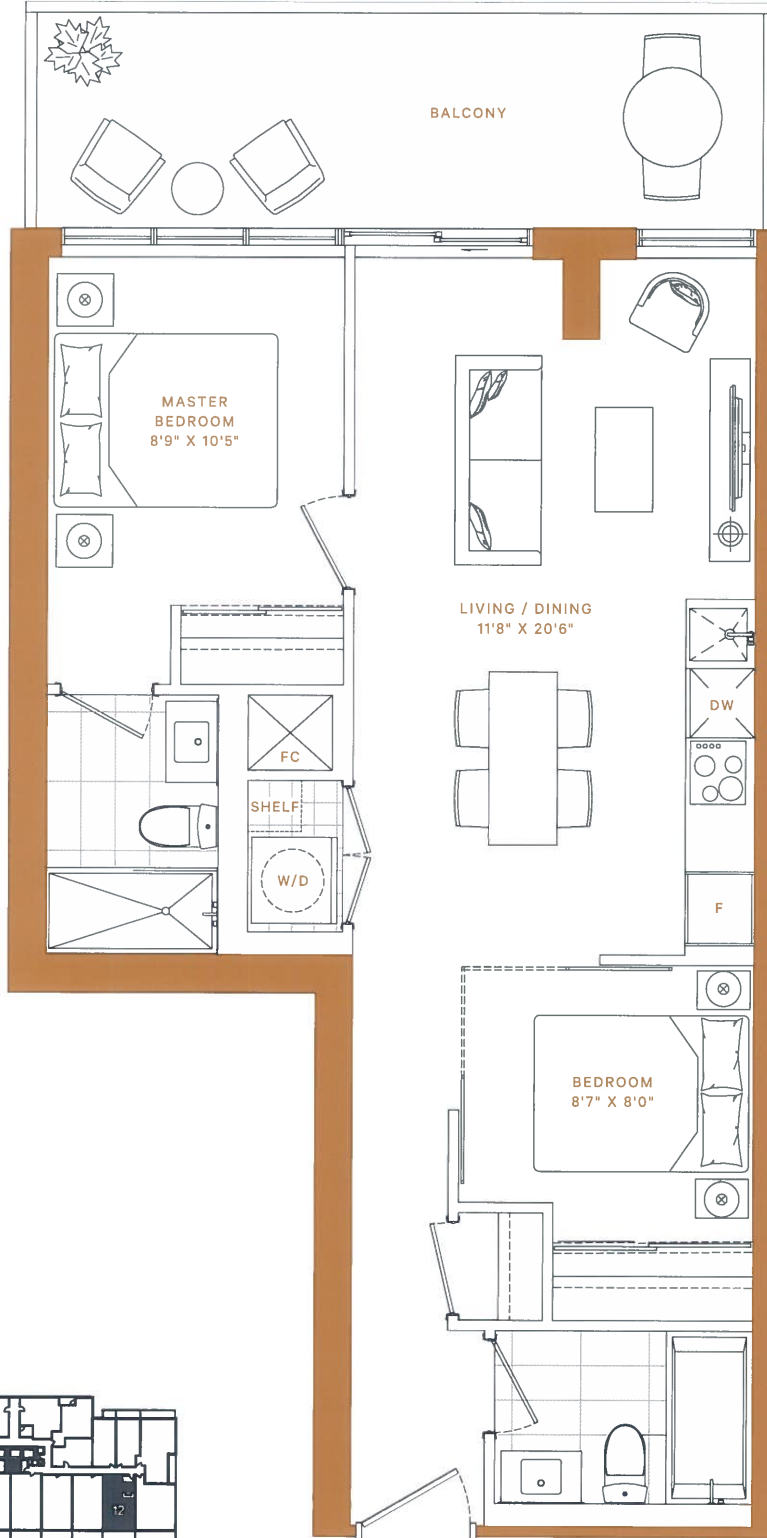 BALCONY
MASTER
BEDROOM
8'9" X 10'5"
LIVING / DINING
11'8" X 20'6"
DW
FC
SHELF
W/D
F
BEDROOM
8'7" X 8'0"
12